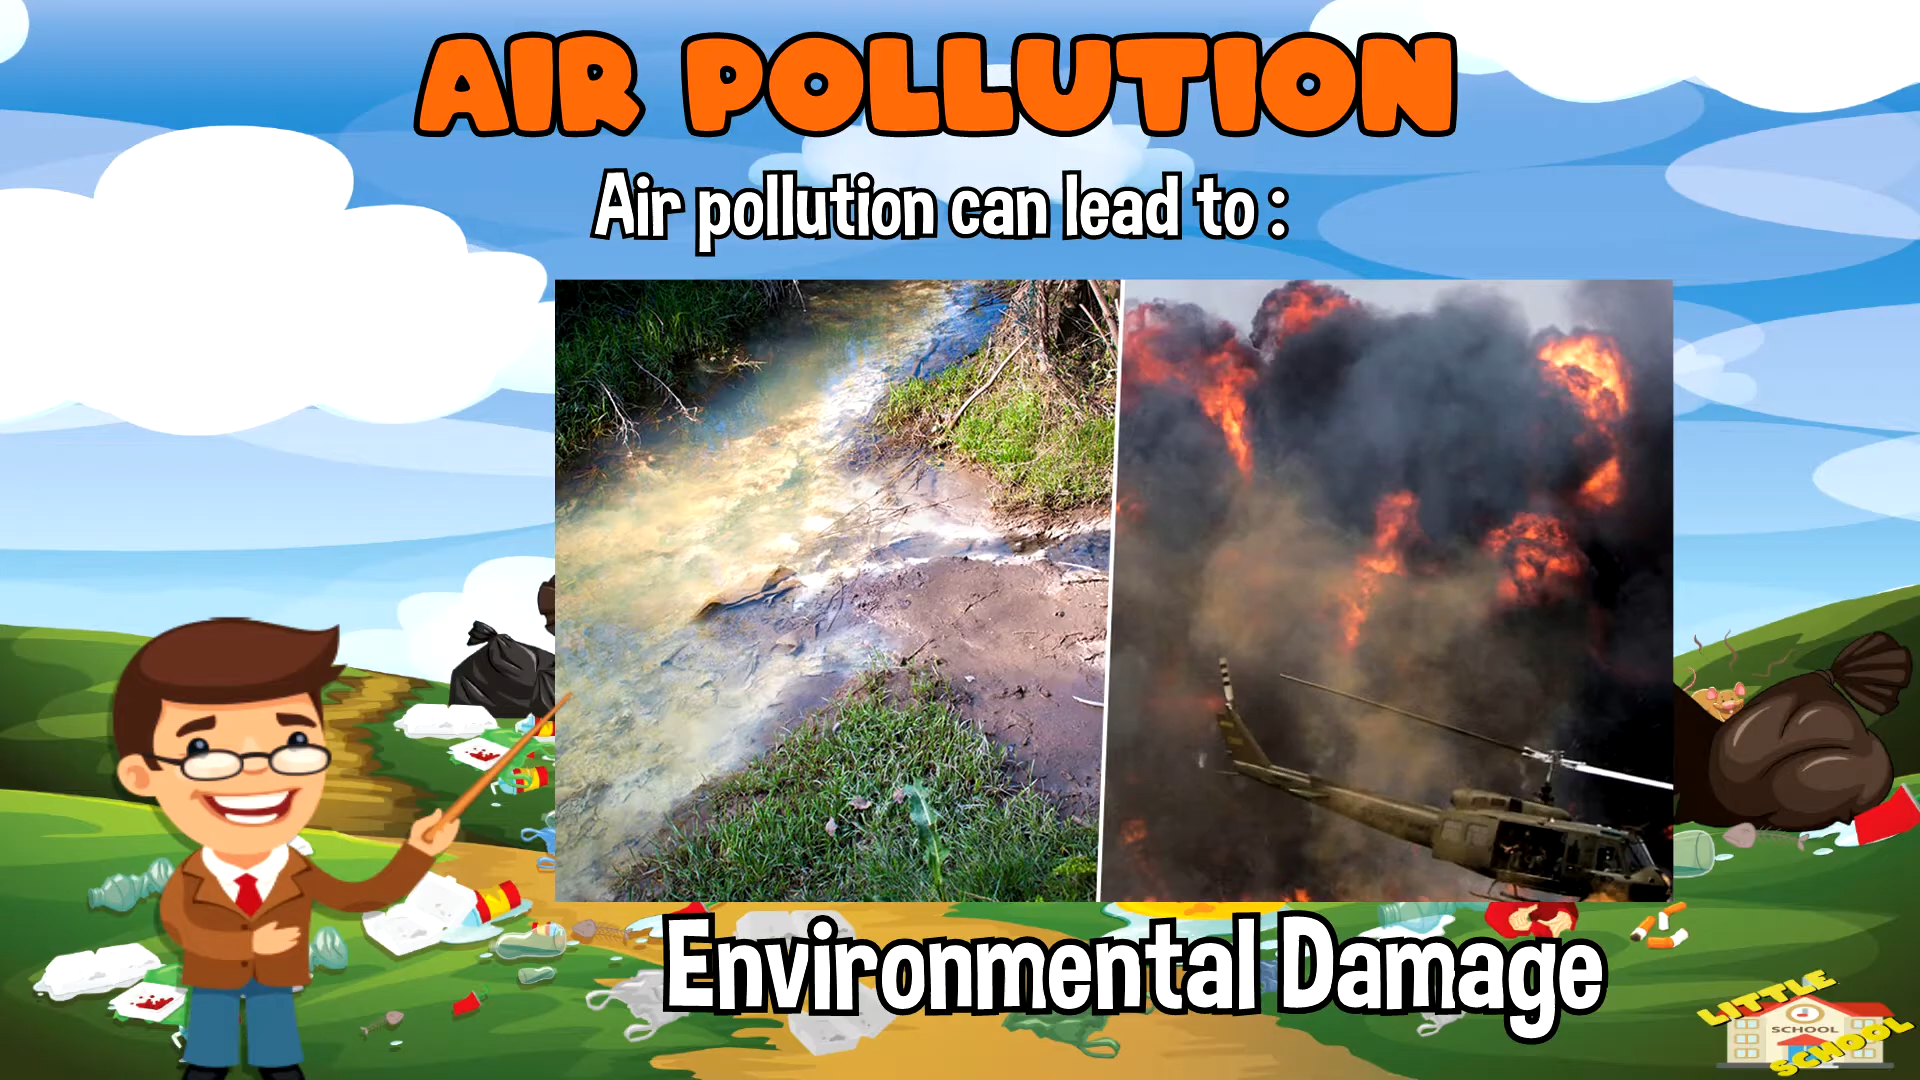 AIR POLLUTION
Air pollution can lead to :
Environmental Damage
LITTLE
SCHOOL
SCHOOL